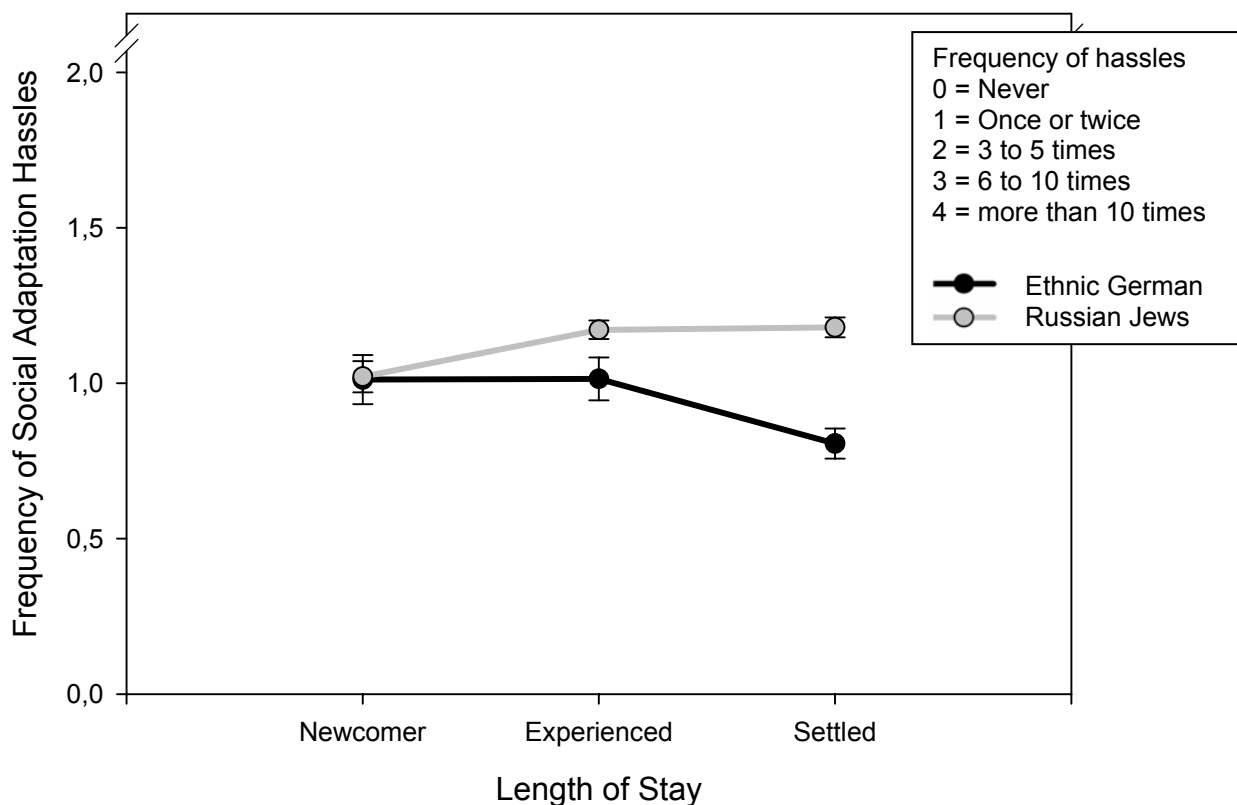 Frequency of Social Adaptation Hassles
2,0
1,5
1,0
0,5
0,0
Newcomer
Experienced
Settled
Length of Stay
Frequency of hassles
0 = Never
1 = Once or twice
2 = 3 to 5 times
3 = 6 to 10 times
4 = more than 10 times
Ethnic German
Russian Jews